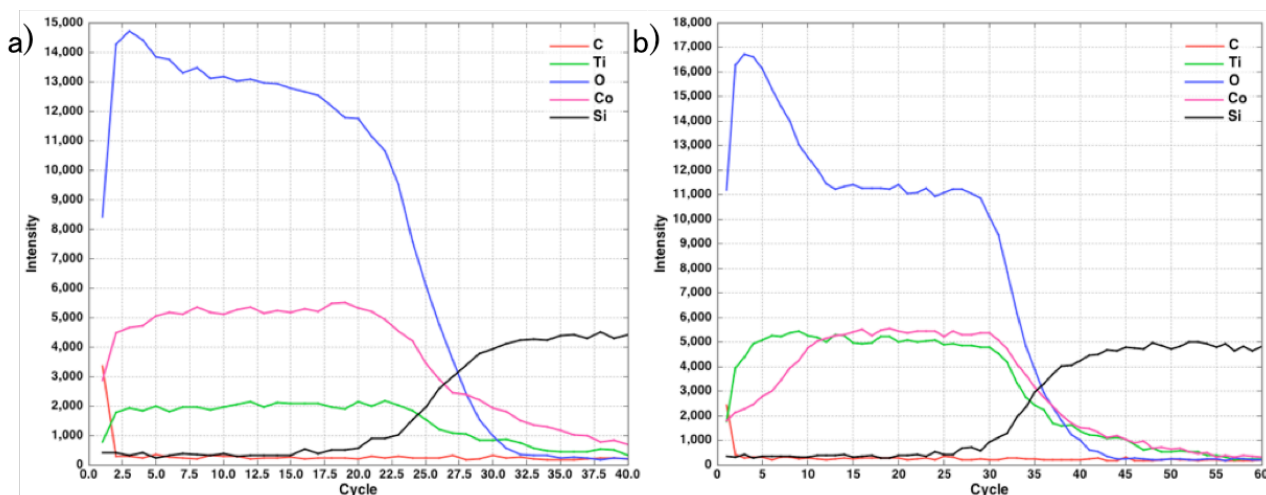 a)
15,000
14,000
13,000
12,000
11,000
10,000
9,000
8,000
7,000
6,000
5,000
4,000
3,000
2,000
1,000
0
Intensity
C
Ti
O
Co
Si
0.0 2.5 5.0 7.5 10.0 12.5 15.0 17.5 20.0 22.5 25.0 27.5 30.0 32.5 35.0 37.5 40.0
Cycle
b)
18,000
17,000
16,000
15,000
14,000
13,000
12,000
11,000
10,000
9,000
8,000
7,000
6,000
5,000
4,000
3,000
2,000
1,000
0
Intensity
C
Ti
O
Co
Si
0 5 10 15 20 25 30 35 40 45 50 55 60
Cycle